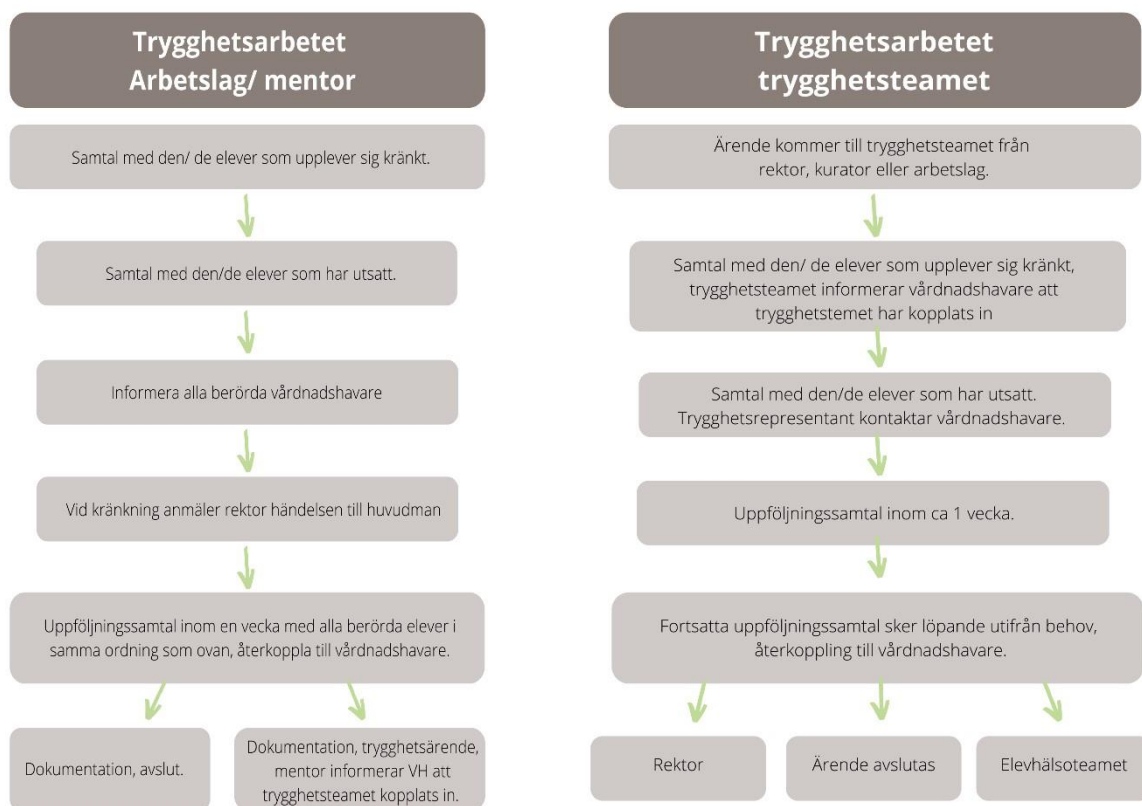 Trygghetsarbetet
Arbetslag/ mentor
Samtal med den/ de elever som upplever sig kränkt.
Samtal med den/de elever som har utsatt.
Informera alla berörda vårdnadshavare
Vid kränkning anmäler rektor händelsen till huvudman
Uppföljningssamtal inom en vecka med alla berörda elever i
samma ordning som ovan, återkoppla till vårdnadshavare.
Dokumentation, avslut.
Dokumentation, trygghetsärende,
mentor informerar VH att
trygghetsteamet kopplats in.
Trygghetsarbetet
trygghetsteamet
Ärende kommer till trygghetsteamet från
rektor, kurator eller arbetslag.
Samtal med den/ de elever som upplever sig kränkt,
trygghetsteamet informerar vårdnadshavare att
trygghetstemet har kopplats in
Samtal med den/de elever som har utsatt.
Trygghetsrepresentant kontaktar vårdnadshavare.
Uppföljningssamtal inom ca 1 vecka.
Fortsatta uppföljningssamtal sker löpande utifrån behov,
återkoppling till vårdnadshavare.
Rektor
Ärende avslutas
Elevhälsoteamet